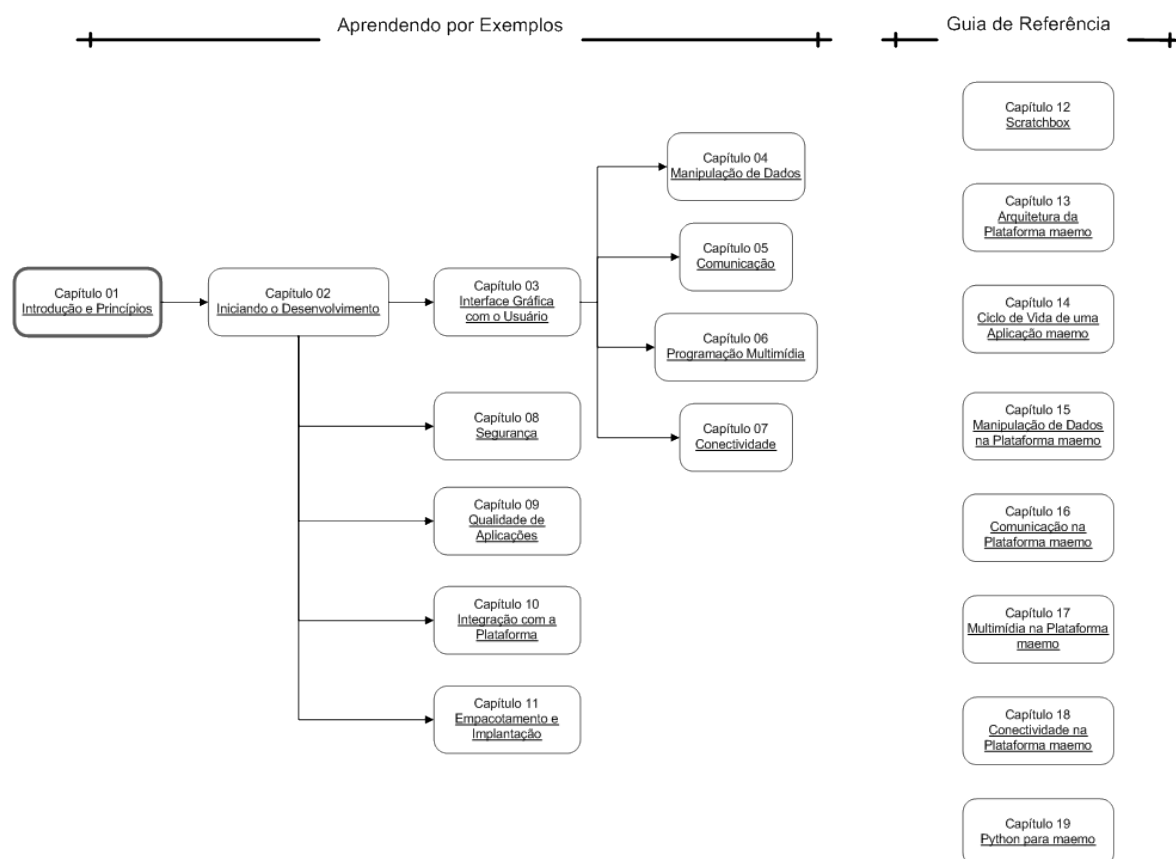 Aprendendo por Exemplos
Guia de Referência
Capítulo 01
Introdução e Princípios
Capítulo 02
Iniciando o Desenvolvimento
Capítulo 03
Interface Gráfica
com o Usuário
Capítulo 04
Manipulação de Dados
Capítulo 05
Comunicação
Capítulo 06
Programação Multimídia
Capítulo 07
Conectividade
Capítulo 08
Segurança
Capítulo 09
Qualidade de
Aplicações
Capítulo 10
Integração com a
Plataforma
Capítulo 11
Empacotamento e
Implantação
Capítulo 12
Scratchbox
Capítulo 13
Arquitetura da
Plataforma maemo
Capítulo 14
Ciclo de Vida de uma
Aplicação maemo
Capítulo 15
Manipulação de Dados
na Plataforma maemo
Capítulo 16
Comunicação na
Plataforma maemo
Capítulo 17
Multimídia na Plataforma
maemo
Capítulo 18
Conectividade na
Plataforma maemo
Capítulo 19
Python para maemo